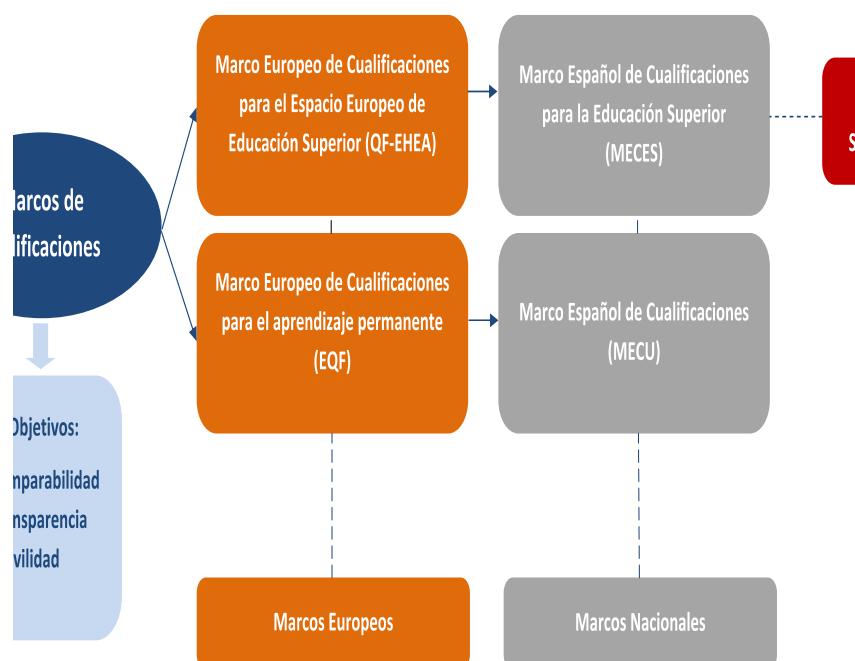 Marco Europeo de Cualificaciones
para el Espacio Europeo de
Educación Superior (QF-EHEA)
Marco Español de Cualificaciones
para la Educación Superior
(MECES)
S
arcos de
lificaciones
Marco Europeo de Cualificaciones
para el aprendizaje permanente
(EQF)
Marco Español de Cualificaciones
(MECU)
Objetivos:
mparabilidad
nsparencia
vilidad
Marcos Europeos
Marcos Nacionales